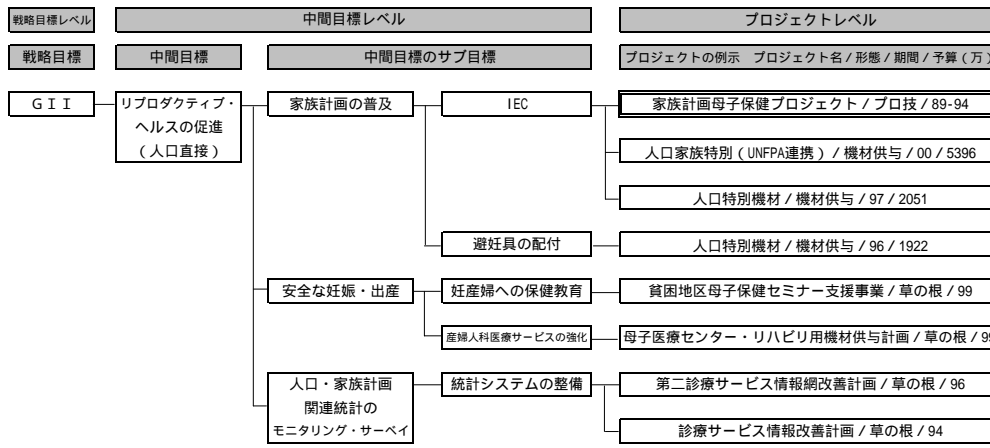 戦略目標レベル 中間目標レベル プロジェクトレベル
戦略目標 中間目標 中間目標のサブ目標 プロジェクトの例示 プロジェクト名 / 形態 / 期間 / 予算 ( 万 )
ＧＩＩ リプロダクティブ・ 家族計画の普及 IEC 家族計画母子保健プロジェクト / プロ技 / 89-94
ヘルスの促進
( 人口直接 ) 人口家族特別 ( UNFPA連携 ) / 機材供与 / 00 / 5396
人口特別機材 / 機材供与 / 97 / 2051
避妊具の配付 人口特別機材 / 機材供与 / 96 / 1922
安全な妊娠・出産 妊産婦への保健教育 貧困地区母子保健セミナー支援事業 / 草の根 / 99
産婦人科医療サービスの強化 母子医療センター・リハビリ用機材供与計画 / 草の根 / 99
人口・家族計画 統計システムの整備 第二診療サービス情報網改善計画 / 草の根 / 96
関連統計の
モニタリング・サーベイ 診療サービス情報改善計画 / 草の根 / 94